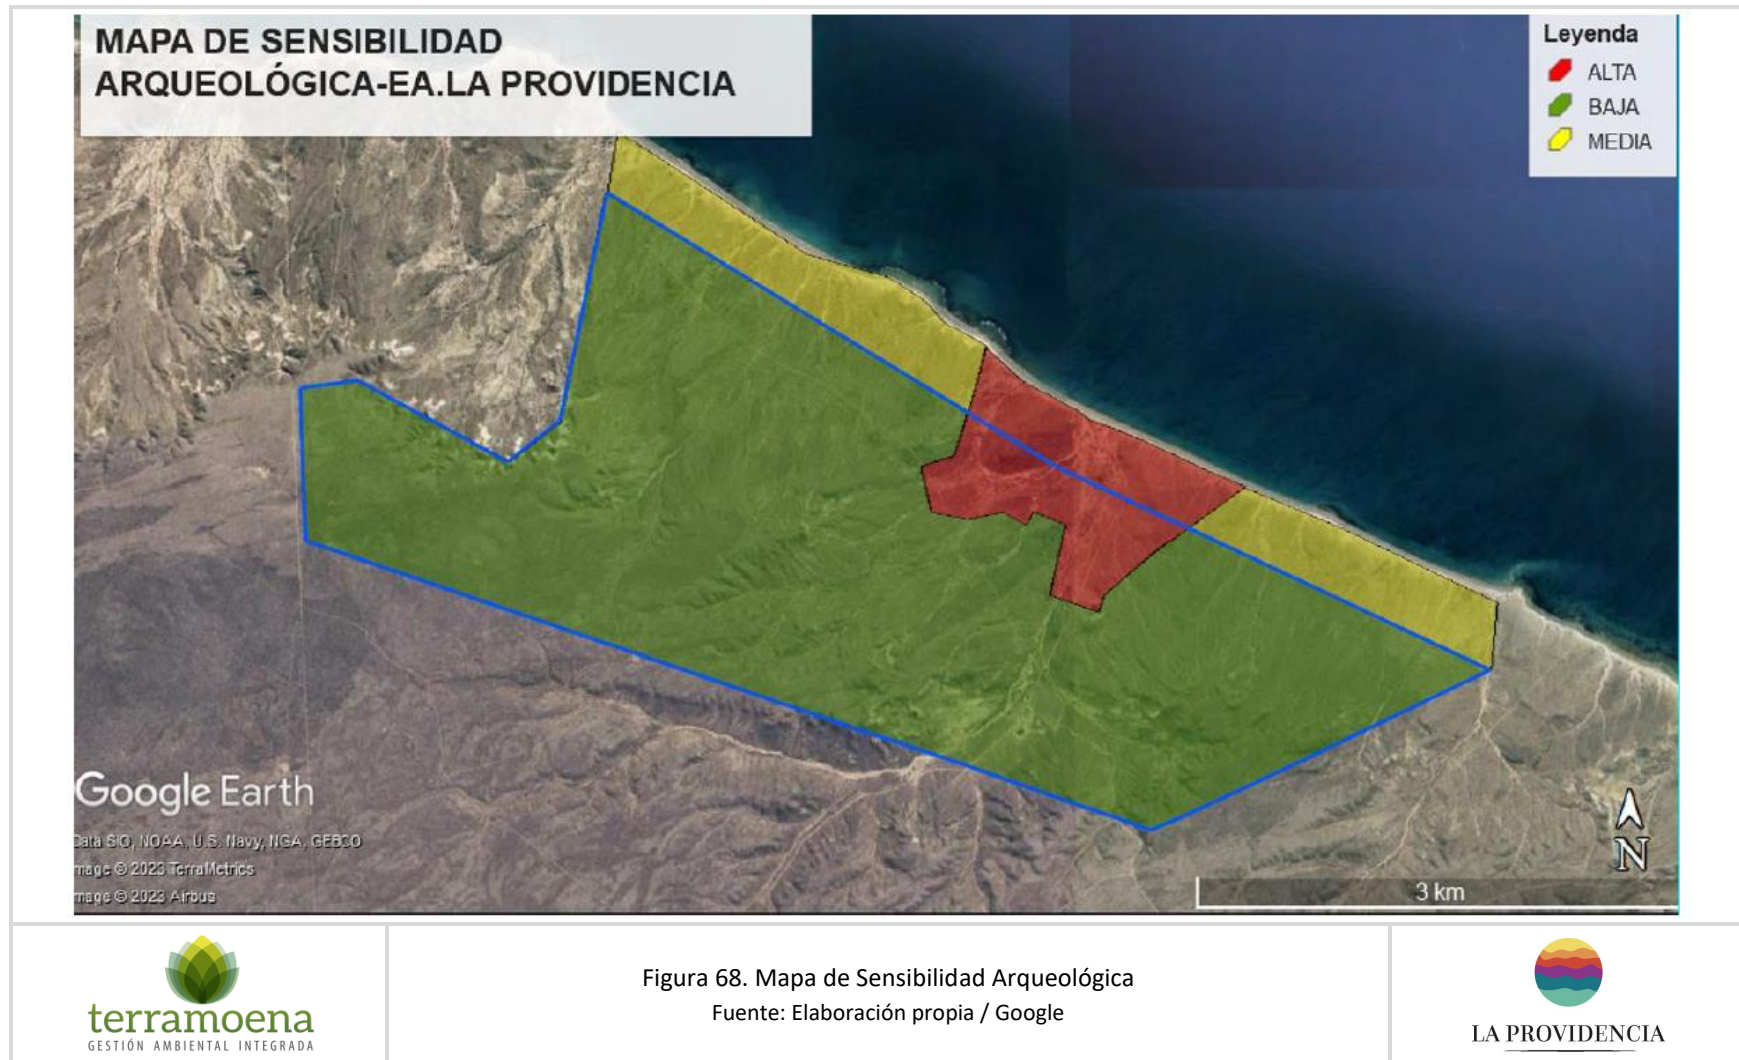 MAPA DE SENSIBILIDAD
ARQUEOLÓGICA-EA.LA PROVIDENCIA
Leyenda
ALTA
BAJA
MEDIA
Google Earth
Data SIO, NOAA, U.S. Navy, NGA, GEBCO
mage © 2023 TerraMetrics
mage © 2023 Airbus
N
3 km
terramoena
GESTIÓN AMBIENTAL INTEGRADA
Figura 68. Mapa de Sensibilidad Arqueológica
Fuente: Elaboración propia / Google
LA PROVIDENCIA